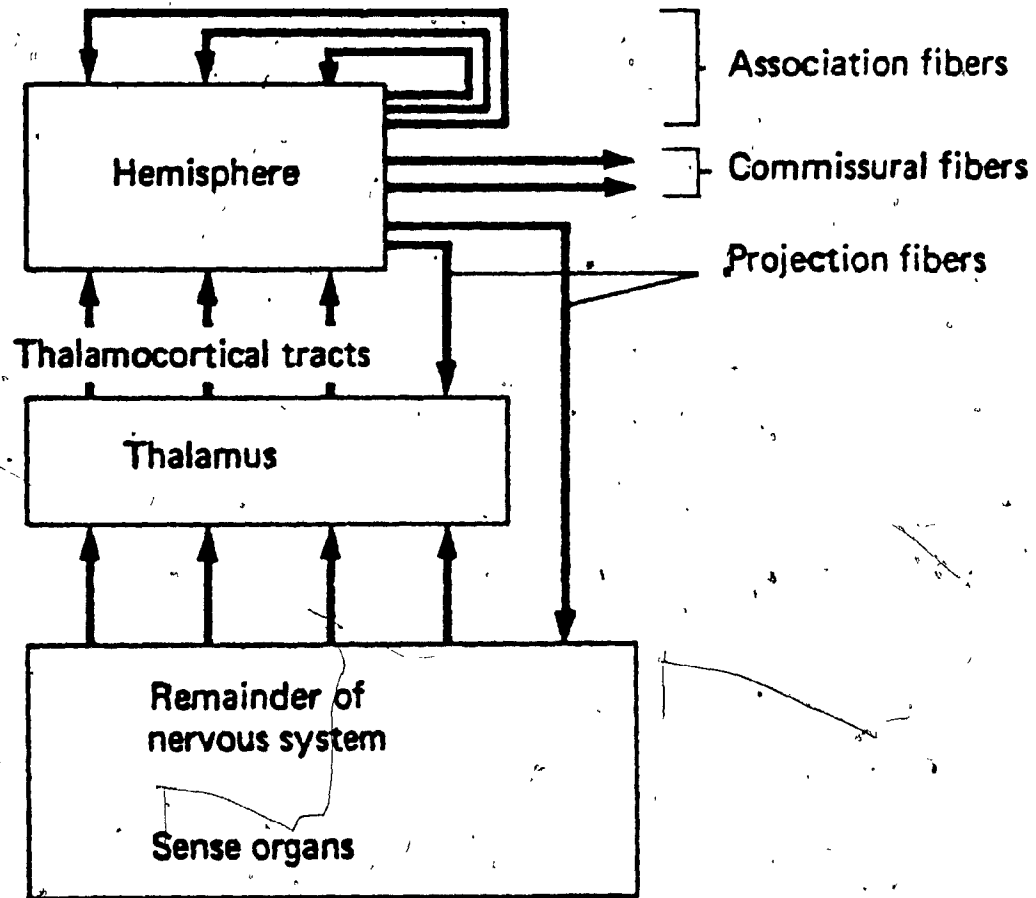 Association fibers
Hemisphere
Commissural fibers
Projection fibers
Thalamocortical tracts
Thalamus
Remainder of
nervous system
Sense organs